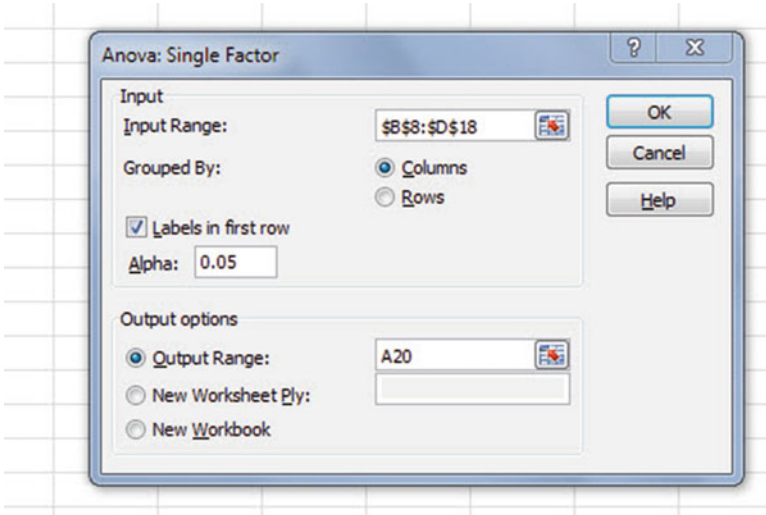 Anova: Single Factor
?
X
Input
Input Range:
$B$8:$D$18
OK
Grouped By:
Columns
Cancel
Rows
Help
Labels in first row
Alpha:
0.05
Output options
Output Range:
A20
New Worksheet Ply:
New Workbook